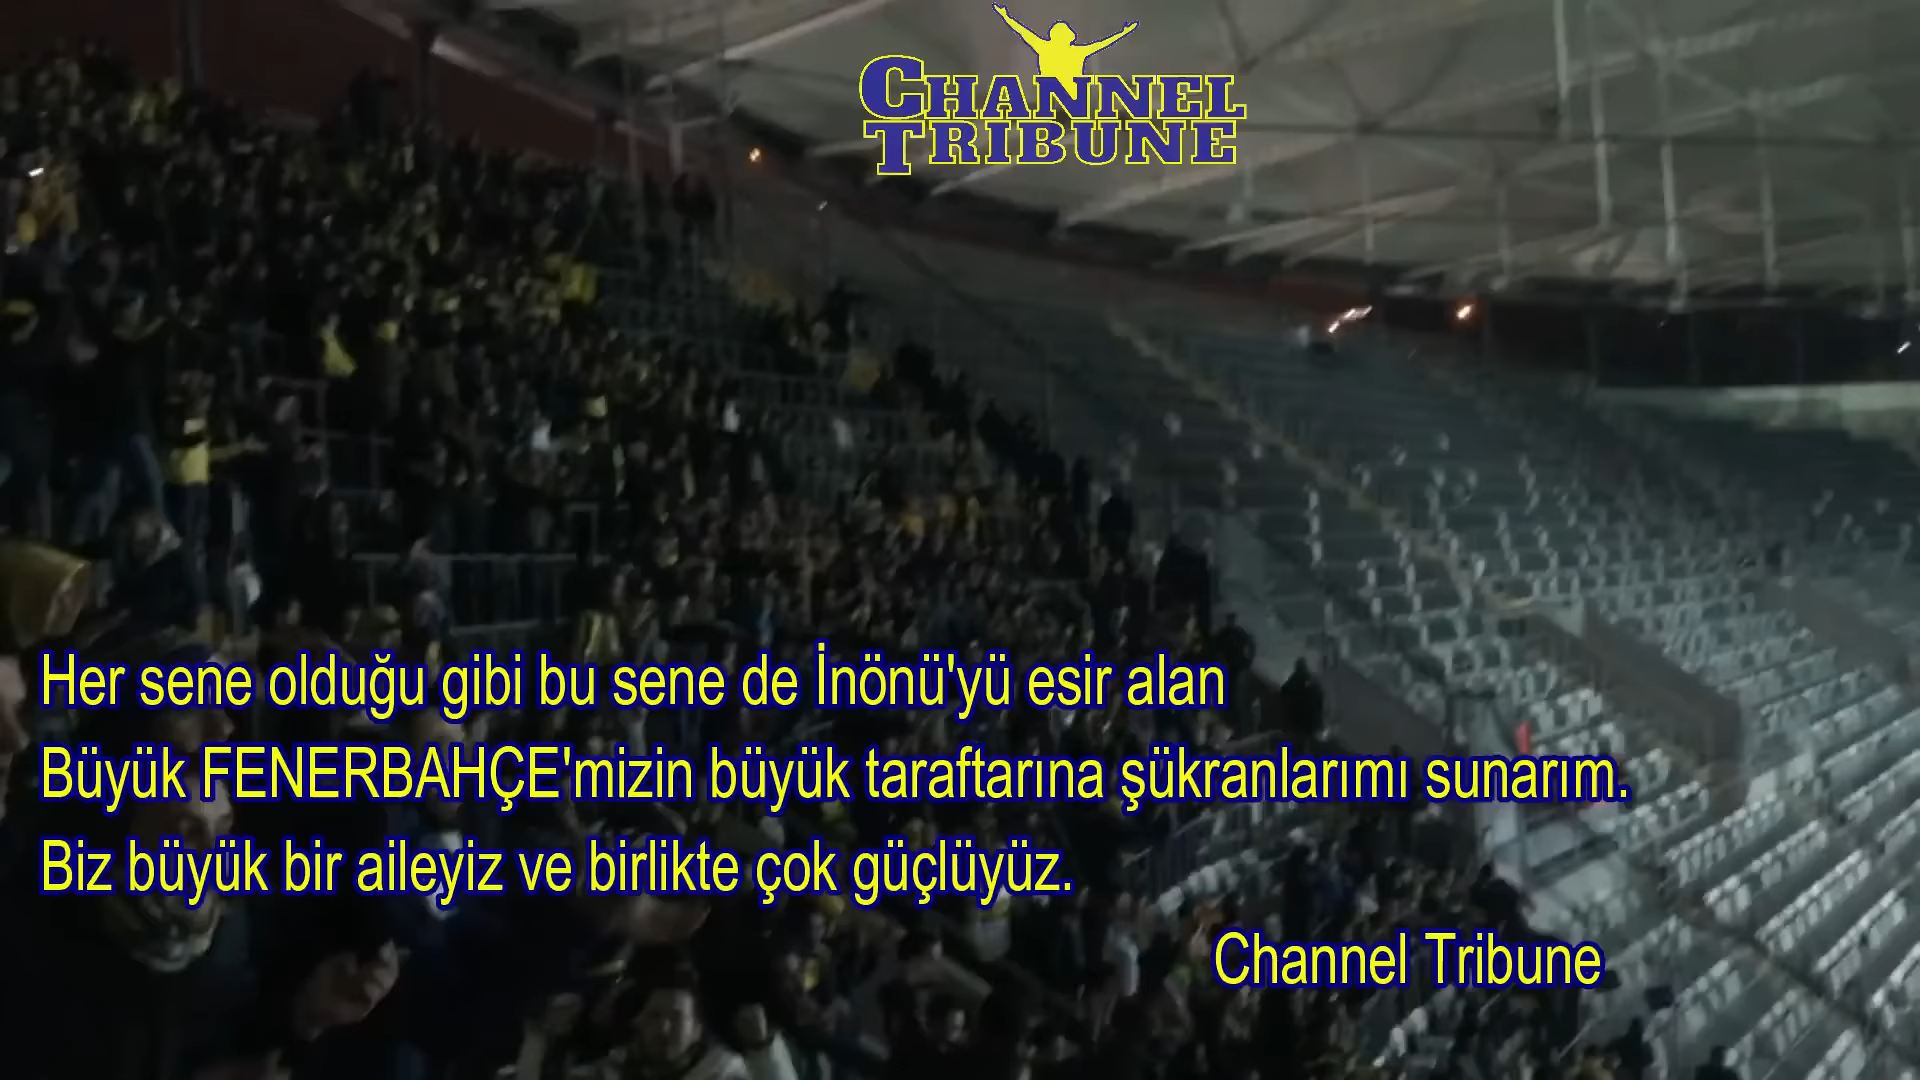 CHANNEL
TRIBUNE
Her sene olduğu gibi bu sene de İnönü'yü esir alan
Büyük FENERBAHÇE'mizin büyük taraftarına şükranlarımı sunarım.
Biz büyük bir aileyiz ve birlikte çok güçlüyüz.
Channel Tribune